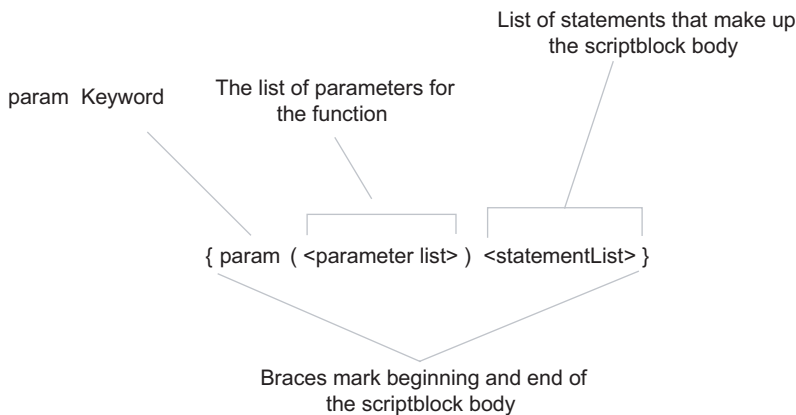 List of statements that make up
the scriptblock body
The list of parameters for
the function
param Keyword
{ param ( <parameter list> ) <statementList> }
Braces mark beginning and end of
the scriptblock body